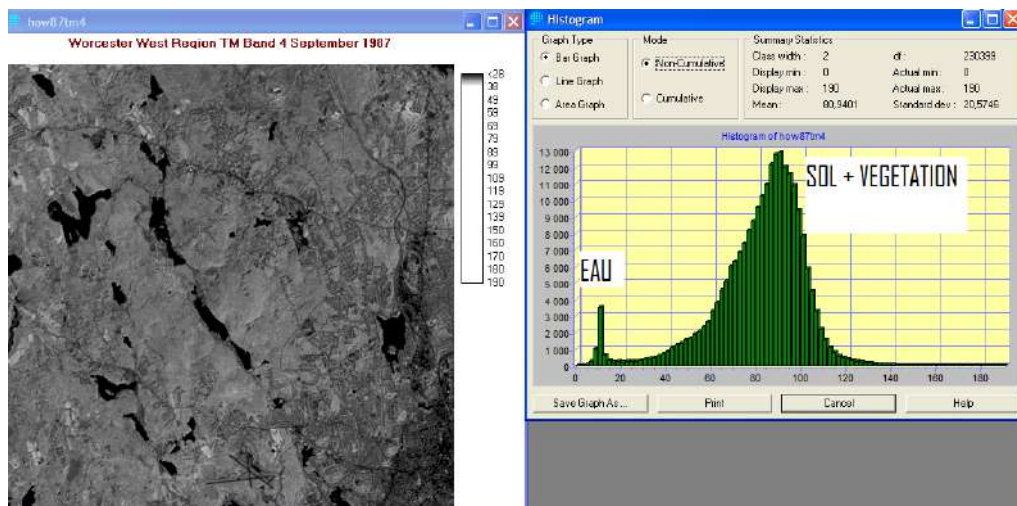 how87tm4
Worcester West Region TM Band 4 September 1987
<28
39
49
59
79
89
99
109
119
129
139
150
160
170
180
190
Histogram
Graph Type
Bar Graph
Line Graph
Area Graph
Mode
Non-Cumulative
Cumulative
Summary Statistics
Class width : 2
df : 230399
Display min : 0
Actual min : 0
Display max : 190
Actual max : 190
Mean : 80,9401
Standard dev : 20,5746
Histogram of how87tm4
13 000
11 000
10 000
9 000
8 000
7 000
6 000
5 000
4 000
3 000
2 000
1 000
0
EAU
SOL + VEGETATION
0 20 40 60 80 100 120 140 160 180
Save Graph As...
Print
Cancel
Help